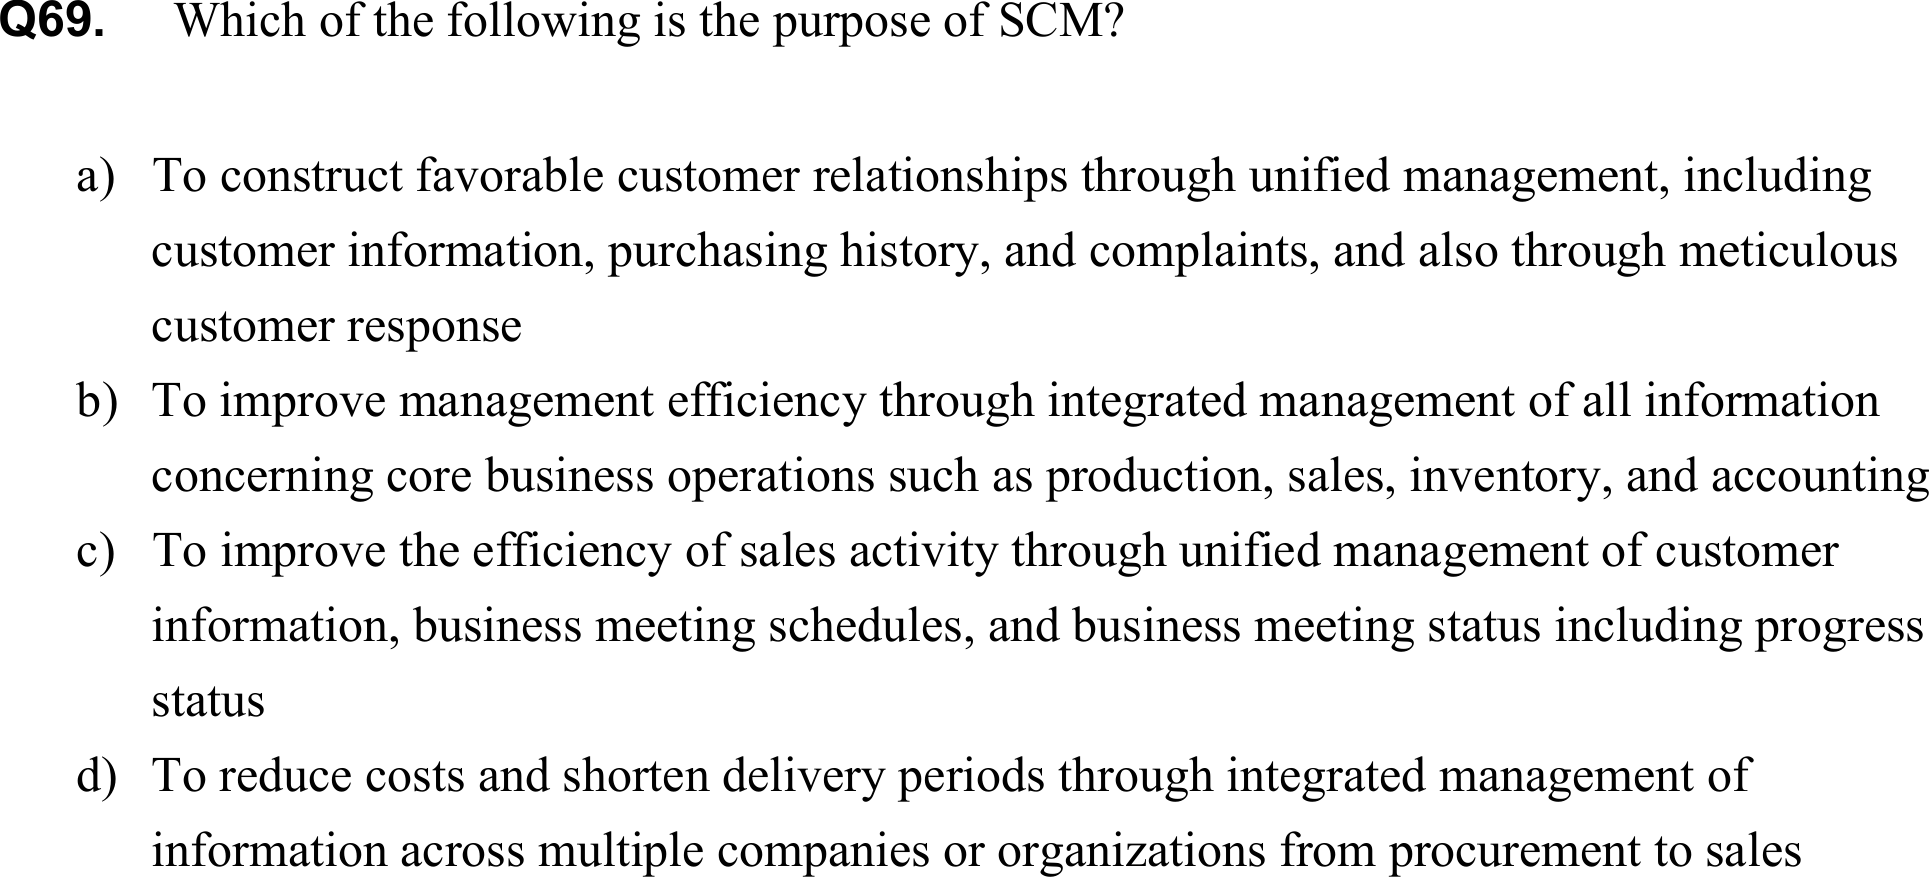 Q69. Which of the following is the purpose of SCM?
a) To construct favorable customer relationships through unified management, including
customer information, purchasing history, and complaints, and also through meticulous
customer response
b) To improve management efficiency through integrated management of all information
concerning core business operations such as production, sales, inventory, and accounting
c) To improve the efficiency of sales activity through unified management of customer
information, business meeting schedules, and business meeting status including progress
status
d) To reduce costs and shorten delivery periods through integrated management of
information across multiple companies or organizations from procurement to sales